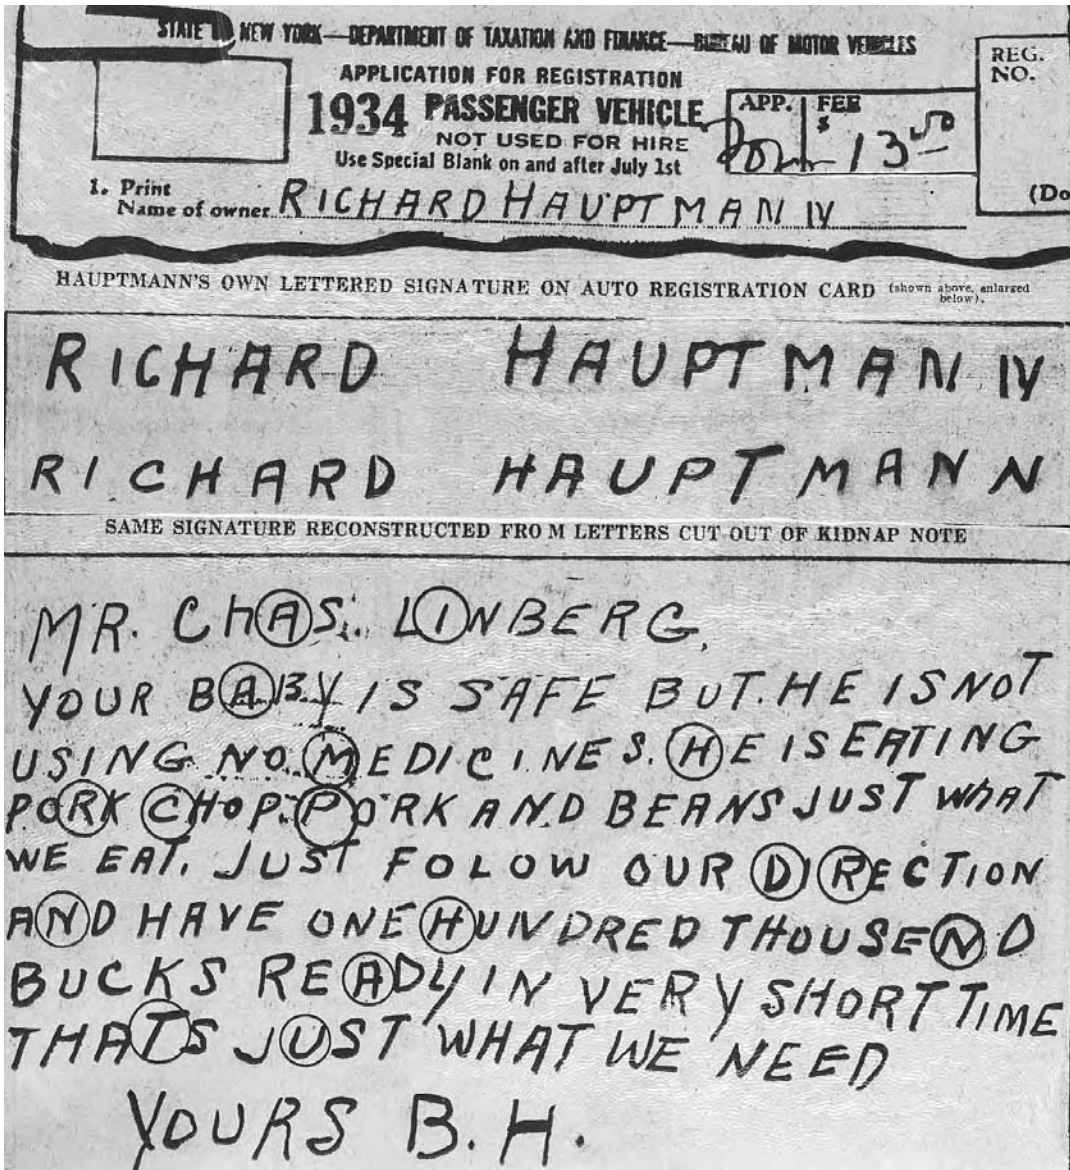 STATE OF NEW YORK—DEPARTMENT OF TAXATION AND FINANCE—BUREAU OF MOTOR VEHICLES
APPLICATION FOR REGISTRATION
1934 PASSENGER VEHICLE
NOT USED FOR HIRE
Use Special Blank on and after July 1st
APP. FEE
$ 13 50
REG.
NO.
(Do
1. Print
Name of owner RICHARD HAUPTMANN
HAUPTMANN'S OWN LETTERED SIGNATURE ON AUTO REGISTRATION CARD (shown above, enlarged below).
RICHARD HAUPTMANN
RICHARD HAUPTMANN
SAME SIGNATURE RECONSTRUCTED FROM LETTERS CUT OUT OF KIDNAP NOTE
MR. ChAS. LINBERG,
YOUR BABY IS SAFE BUT HE IS NOT
USING NO MEDICINES. HE IS EATING
PORK CHOP. PORK AND BEANS JUST WhAT
WE EAT. JUST FOLOW OUR DIRECTION
AND HAVE ONE HUNDRED THOUSEND
BUCKS READY IN VERY SHORT TIME
THATS JUST WHAT WE NEED
YOURS B.H.